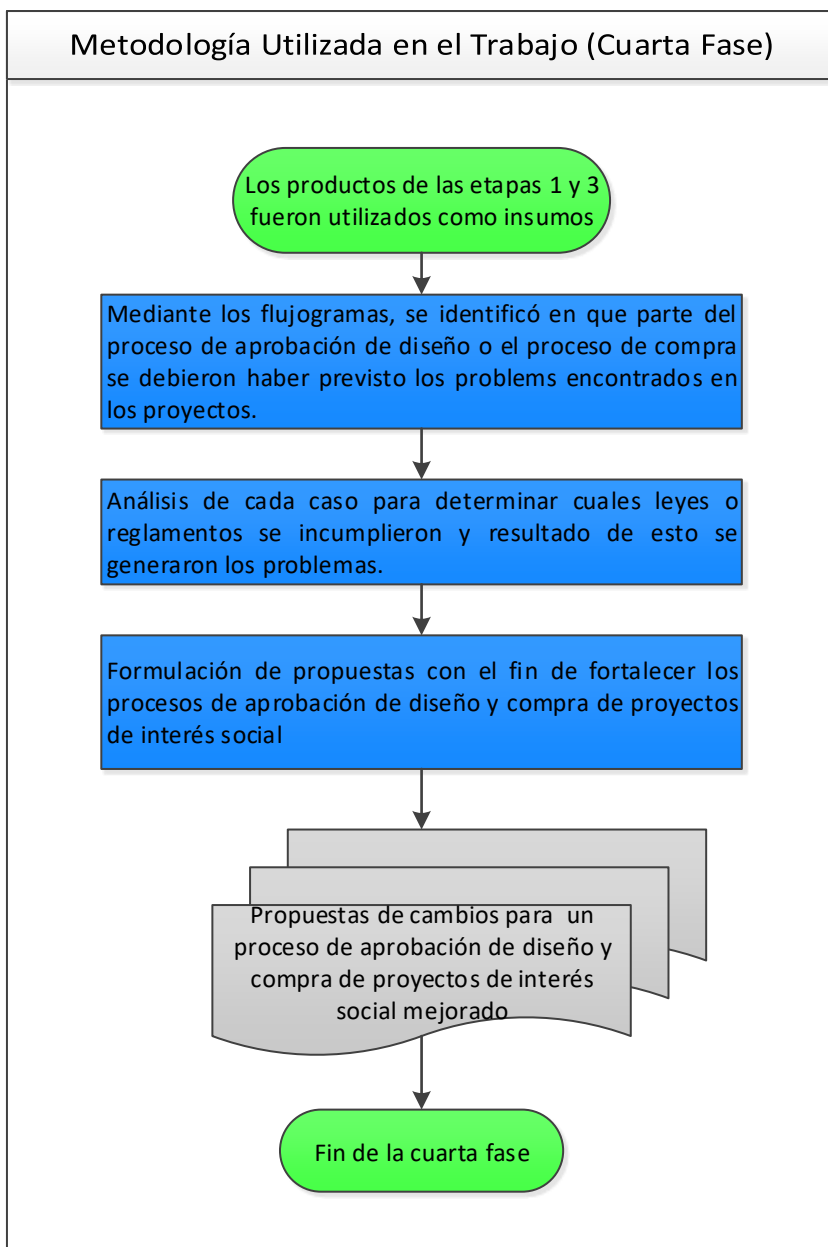 Metodología Utilizada en el Trabajo (Cuarta Fase)
Los productos de las etapas 1 y 3
fueron utilizados como insumos
Mediante los flujogramas, se identificó en que parte del
proceso de aprobación de diseño o el proceso de compra
se debieron haber previsto los problems encontrados en
los proyectos.
Análisis de cada caso para determinar cuales leyes o
reglamentos se incumplieron y resultado de esto se
generaron los problemas.
Formulación de propuestas con el fin de fortalecer los
procesos de aprobación de diseño y compra de proyectos
de interés social
Propuestas de cambios para un
proceso de aprobación de diseño y
compra de proyectos de interés
social mejorado
Fin de la cuarta fase